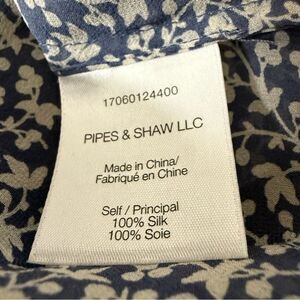 17060124400
PIPES & SHAW LLC
Made in China/
Fabriqué en Chine
Self / Principal
100% Silk
100% Soie